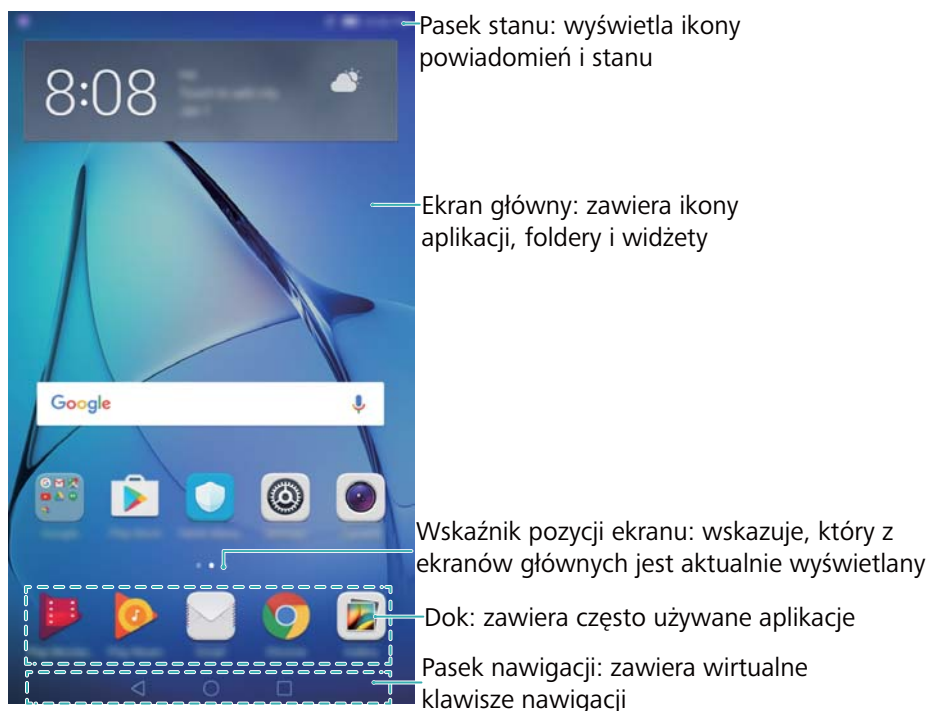 Pasek stanu: wyświetla ikony
powiadomień i stanu
8:08
Ekran główny: zawiera ikony
aplikacji, foldery i widżety
Google
Wskaźnik pozycji ekranu: wskazuje, który z
ekranów głównych jest aktualnie wyświetlany
Dok: zawiera często używane aplikacje
Pasek nawigacji: zawiera wirtualne
klawisze nawigacji